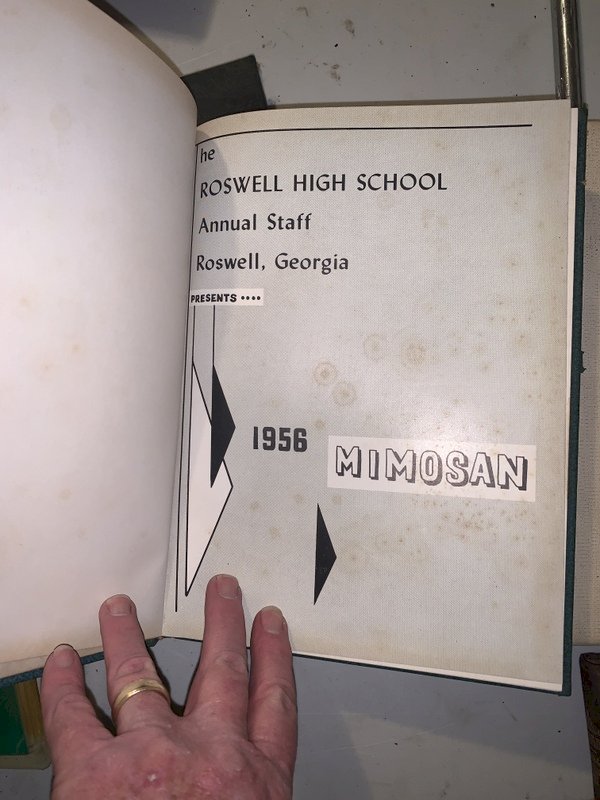 he
ROSWELL HIGH SCHOOL
Annual Staff
Roswell, Georgia
PRESENTS ••••
1956
MIMOSAN